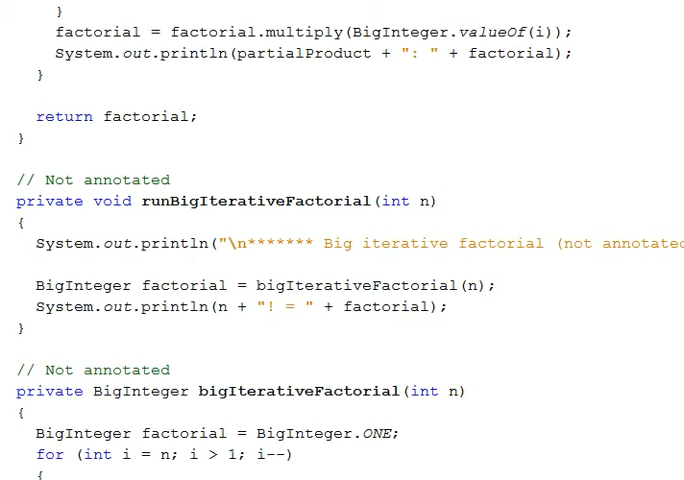 }
factorial = factorial.multiply(BigInteger.valueOf(i));
System.out.println(partialProduct + ": " + factorial);
}
return factorial;
}
// Not annotated
private void runBigIterativeFactorial(int n)
{
System.out.println("\n******* Big iterative factorial (not annotated
BigInteger factorial = bigIterativeFactorial(n);
System.out.println(n + "! = " + factorial);
}
// Not annotated
private BigInteger bigIterativeFactorial(int n)
{
BigInteger factorial = BigInteger.ONE;
for (int i = n; i > 1; i--)
{